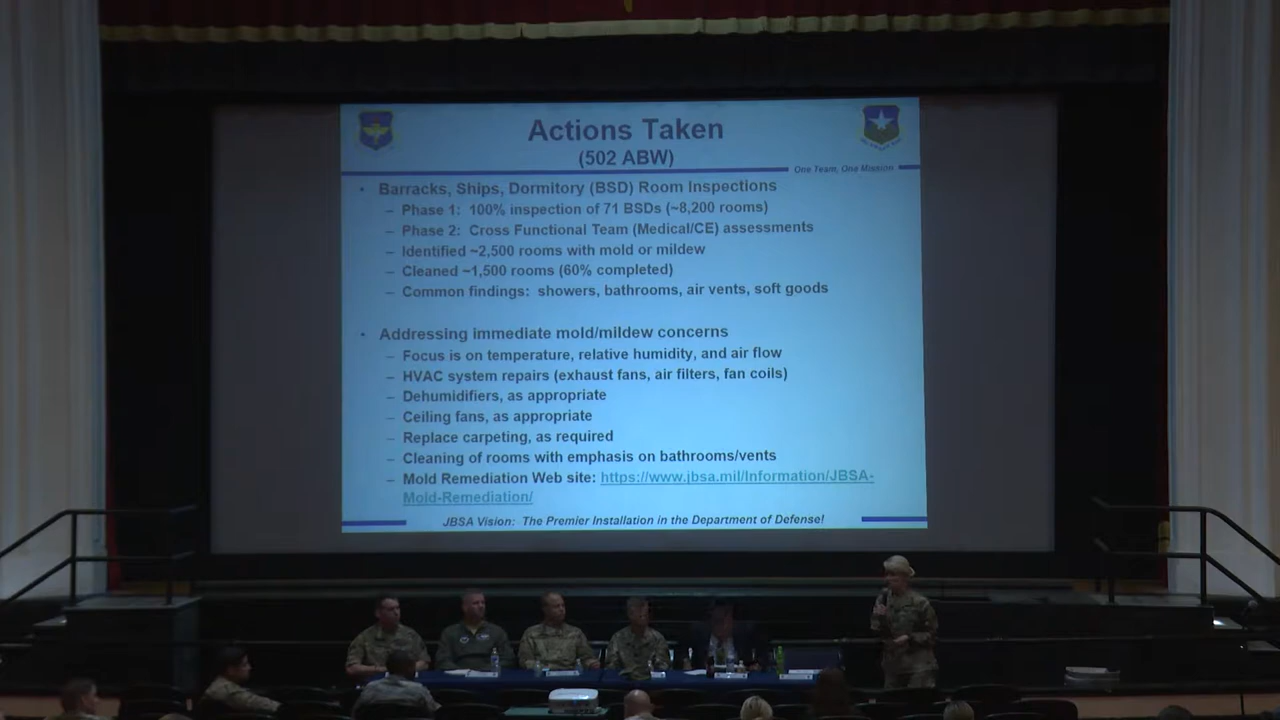 Actions Taken
(502 ABW)
One Team, One Mission
• Barracks, Ships, Dormitory (BSD) Room Inspections
– Phase 1: 100% inspection of 71 BSDs (~8,200 rooms)
– Phase 2: Cross Functional Team (Medical/CE) assessments
– Identified ~2,500 rooms with mold or mildew
– Cleaned ~1,500 rooms (60% completed)
– Common findings: showers, bathrooms, air vents, soft goods
• Addressing immediate mold/mildew concerns
– Focus is on temperature, relative humidity, and air flow
– HVAC system repairs (exhaust fans, air filters, fan coils)
– Dehumidifiers, as appropriate
– Ceiling fans, as appropriate
– Replace carpeting, as required
– Cleaning of rooms with emphasis on bathrooms/vents
– Mold Remediation Web site: https://www.jbsa.mil/Information/JBSA-
Mold-Remediation/
JBSA Vision: The Premier Installation in the Department of Defense!